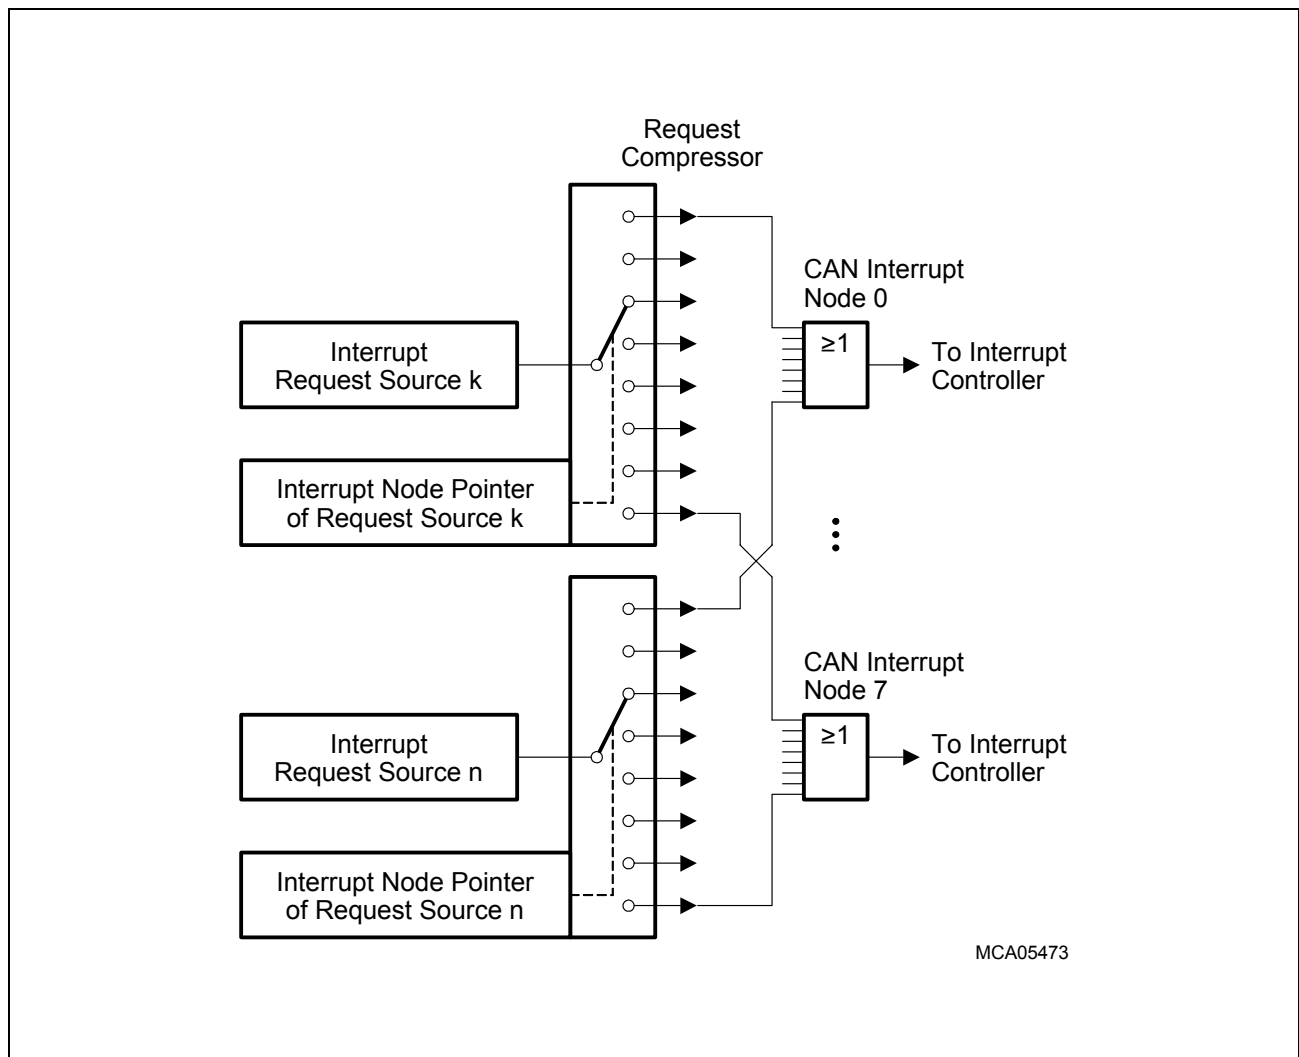 Request
Compressor
CAN Interrupt
Node 0
≥1
To Interrupt
Controller
Interrupt
Request Source k
Interrupt Node Pointer
of Request Source k
CAN Interrupt
Node 7
≥1
To Interrupt
Controller
Interrupt
Request Source n
Interrupt Node Pointer
of Request Source n
MCA05473